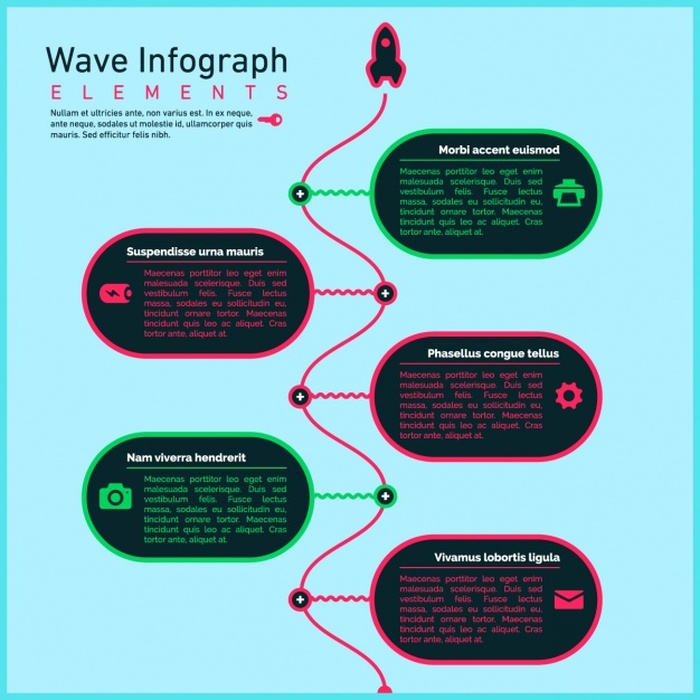 Wave Infograph
ELEMENTS
Nullam et ultricies ante, non varius est. In ex neque,
ante neque, sodales ut molestie id, ullamcorper quis
mauris. Sed efficitur felis nibh.
Morbi accent euismod
Maecenas porttitor leo eget enim
malesuada scelerisque. Duis sed
vestibulum felis. Fusce leo lectus
massa, sodales eu sollicitudin eu,
tincidunt ornare tortor. Maecenas
tincidunt quis leo ac aliquet. Cras
tortor ante, aliquet at.
Suspendisse urna mauris
Maecenas porttitor leo eget enim
malesuada scelerisque. Duis sed
vestibulum felis. Fusce leo lectus
massa, sodales eu sollicitudin eu,
tincidunt ornare tortor. Maecenas
tincidunt quis leo ac aliquet. Cras
tortor ante, aliquet at.
Phasellus congue tellus
Maecenas porttitor leo eget enim
malesuada scelerisque. Duis sed
vestibulum felis. Fusce leo lectus
massa, sodales eu sollicitudin eu,
tincidunt ornare tortor. Maecenas
tincidunt quis leo ac aliquet. Cras
tortor ante, aliquet at.
Nam viverra hendrerit
Maecenas porttitor leo eget enim
malesuada scelerisque. Duis sed
vestibulum felis. Fusce leo lectus
massa, sodales eu sollicitudin eu,
tincidunt ornare tortor. Maecenas
tincidunt quis leo ac aliquet. Cras
tortor ante, aliquet at.
Vivamus lobortis ligula
Maecenas porttitor leo eget enim
malesuada scelerisque. Duis sed
vestibulum felis. Fusce leo lectus
massa, sodales eu sollicitudin eu,
tincidunt ornare tortor. Maecenas
tincidunt quis leo ac aliquet. Cras
tortor ante, aliquet at.